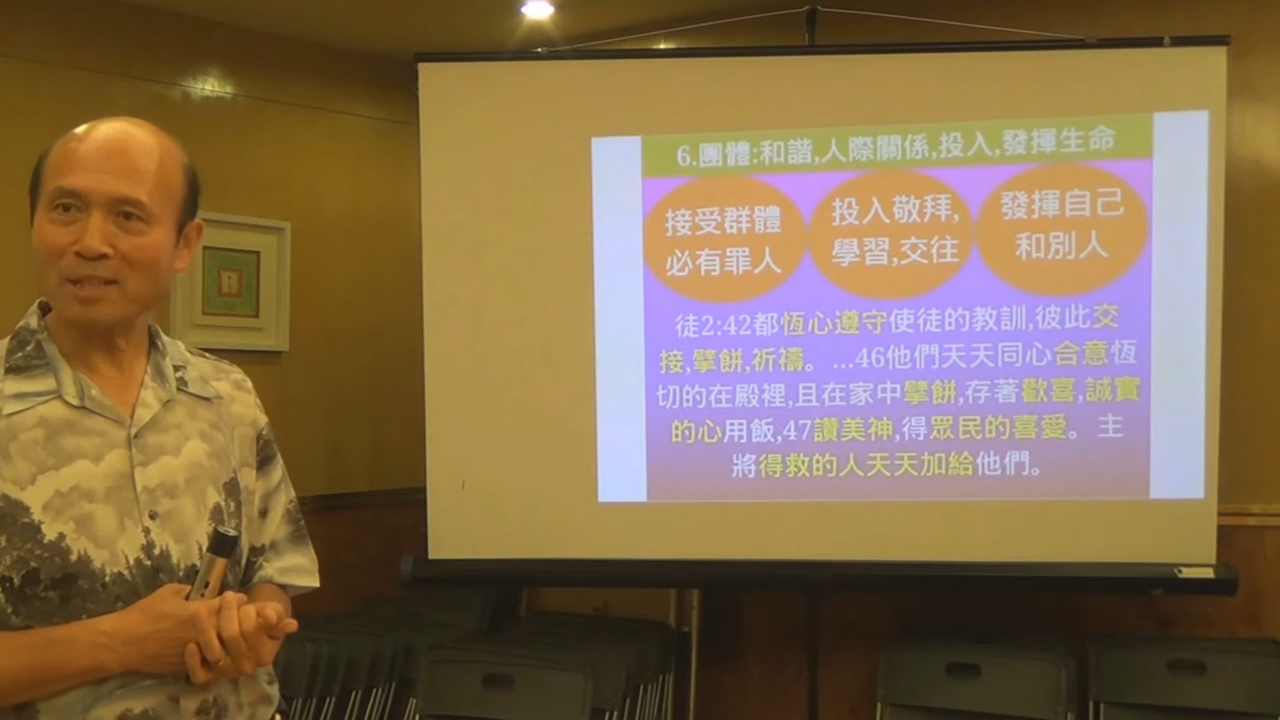 6.團體:和諧,人際關係,投入,發揮生命
接受群體
必有罪人
投入敬拜,
學習,交往
發揮自己
和別人
徒2:42都恆心遵守使徒的教訓,彼此交
接,擘餅,祈禱。…46他們天天同心合意恆
切的在殿裡,且在家中擘餅,存著歡喜,誠實
的心用飯,47讚美神,得眾民的喜愛。主
將得救的人天天加給他們。